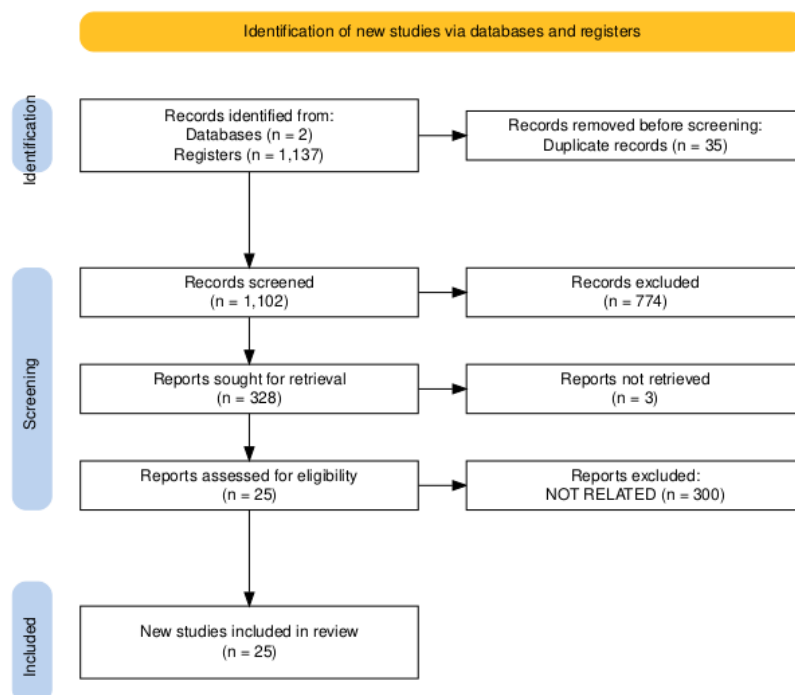 Identification of new studies via databases and registers
Identification
Records identified from:
Databases (n = 2)
Registers (n = 1,137)
Records removed before screening:
Duplicate records (n = 35)
Screening
Records screened
(n = 1,102)
Records excluded
(n = 774)
Reports sought for retrieval
(n = 328)
Reports not retrieved
(n = 3)
Reports assessed for eligibility
(n = 25)
Reports excluded:
NOT RELATED (n = 300)
Included
New studies included in review
(n = 25)